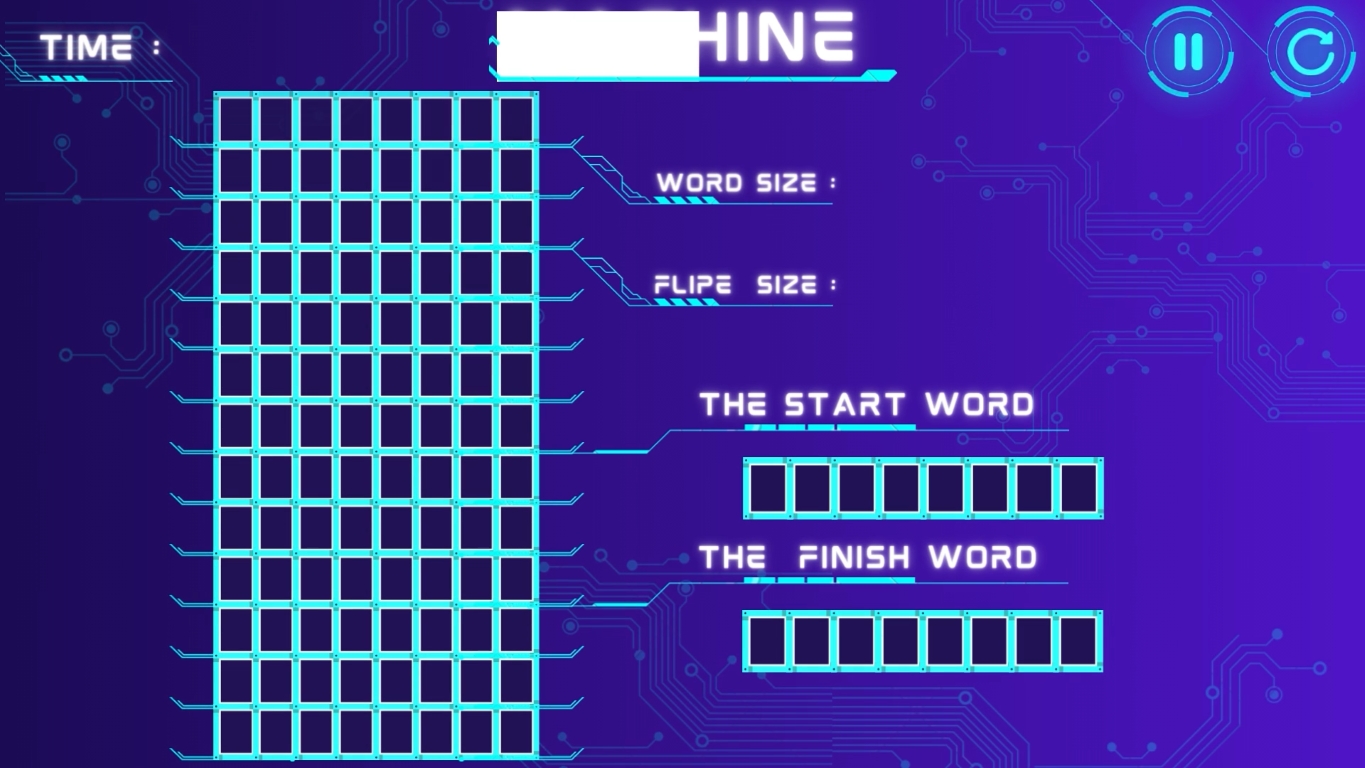 TIME :
HINE
WORD SIZE :
FLIPE SIZE :
THE START WORD
THE FINISH WORD